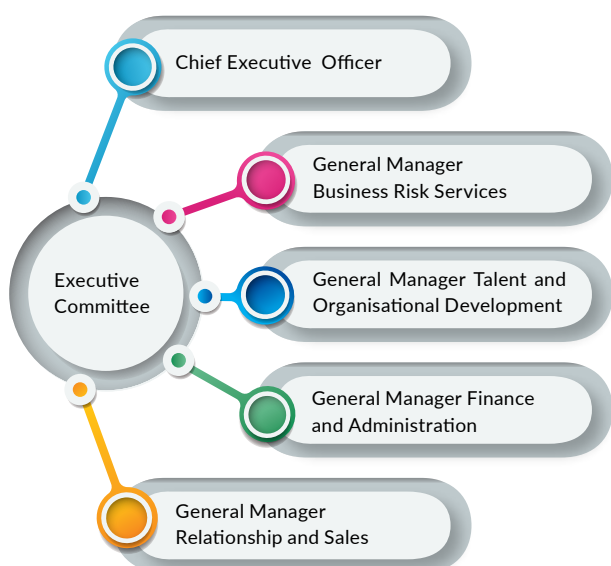 Chief Executive Officer
General Manager
Business Risk Services
General Manager Talent and
Organisational Development
Executive
Committee
General Manager Finance
and Administration
General Manager
Relationship and Sales